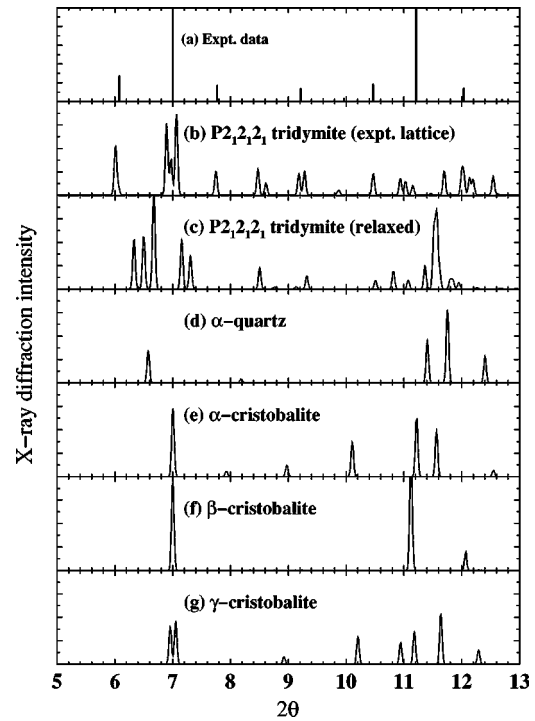 (a) Expt. data
(b) P2₁2₁2₁ tridymite (expt. lattice)
(c) P2₁2₁2₁ tridymite (relaxed)
(d) α−quartz
(e) α−cristobalite
(f) β−cristobalite
(g) γ−cristobalite
X−ray diffraction intensity
5 6 7 8 9 10 11 12 13
2θ